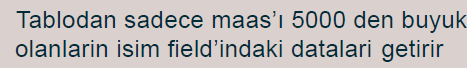 Tablodan sadece maas’ı 5000 den buyuk
olanlarin isim field’indaki datalari getirir